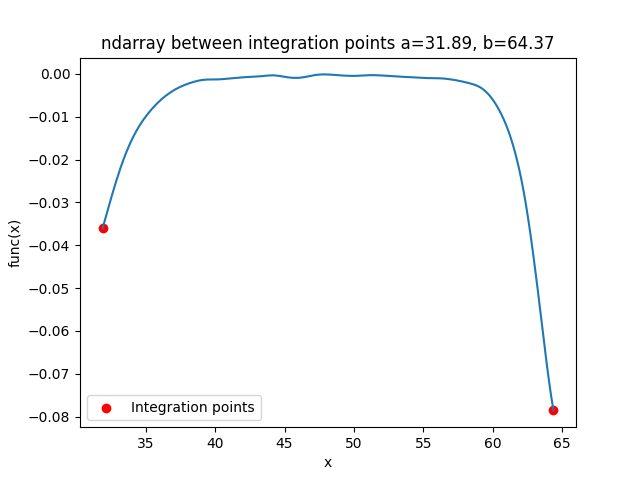 ndarray between integration points a=31.89, b=64.37
0.00
−0.01
−0.02
−0.03
−0.04
−0.05
−0.06
−0.07
−0.08
func(x)
Integration points
35 40 45 50 55 60 65
x